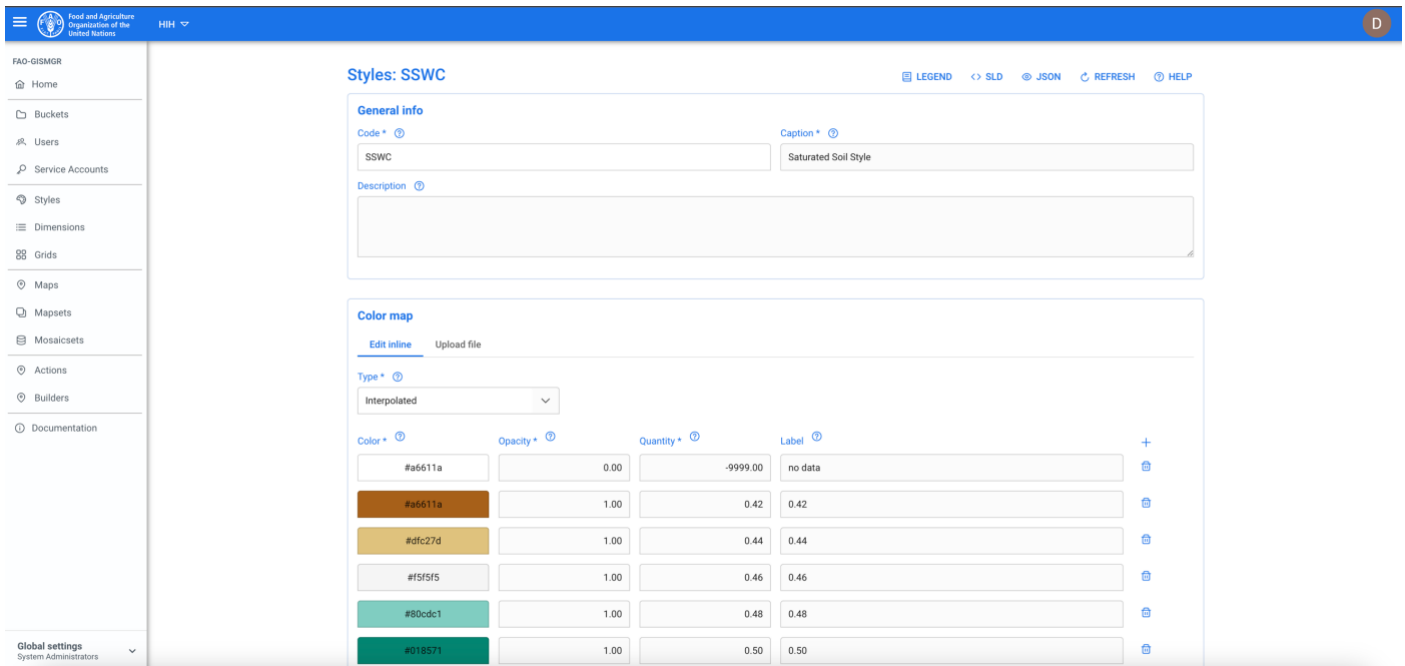 Food and Agriculture
Organization of the
United Nations
HIH
D
FAO-GISMGR
Home
Buckets
Users
Service Accounts
Styles
Dimensions
Grids
Maps
Mapsets
Mosaicsets
Actions
Builders
Documentation
Global settings
System Administrators
Styles: SSWC
LEGEND SLD JSON REFRESH HELP
General info
Code * Caption *
SSWC Saturated Soil Style
Description
Color map
Edit inline Upload file
Type *
Interpolated
Color * Opacity * Quantity * Label
#a6611a 0.00 -9999.00 no data
#a6611a 1.00 0.42 0.42
#dfc27d 1.00 0.44 0.44
#f5f5f5 1.00 0.46 0.46
#80cdc1 1.00 0.48 0.48
#018571 1.00 0.50 0.50